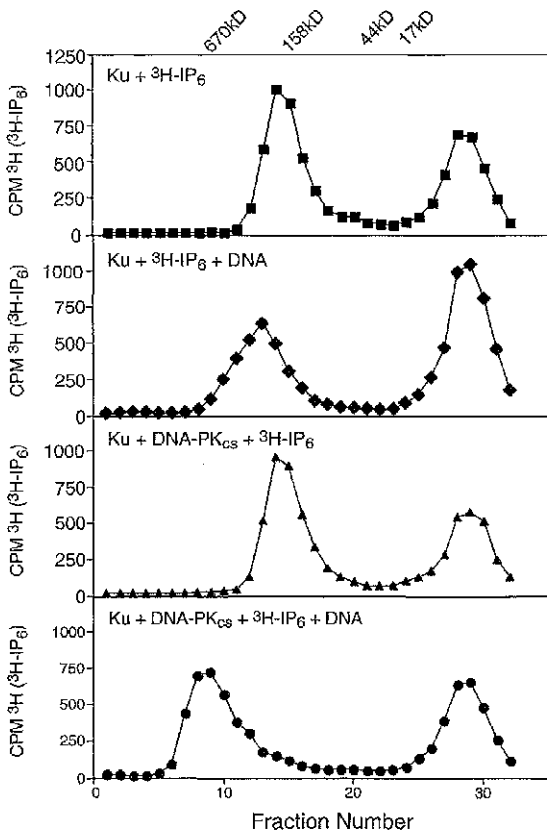 670kD 158kD 44kD 17kD
1250
Ku + ³H-IP₆
1000
750
500
250
0
CPM ³H (³H-IP₆)
Ku + ³H-IP₆ + DNA
1000
750
500
250
0
CPM ³H (³H-IP₆)
Ku + DNA-PKcs + ³H-IP₆
1000
750
500
250
0
CPM ³H (³H-IP₆)
Ku + DNA-PKcs + ³H-IP₆ + DNA
1000
750
500
250
0
CPM ³H (³H-IP₆)
0 10 20 30
Fraction Number